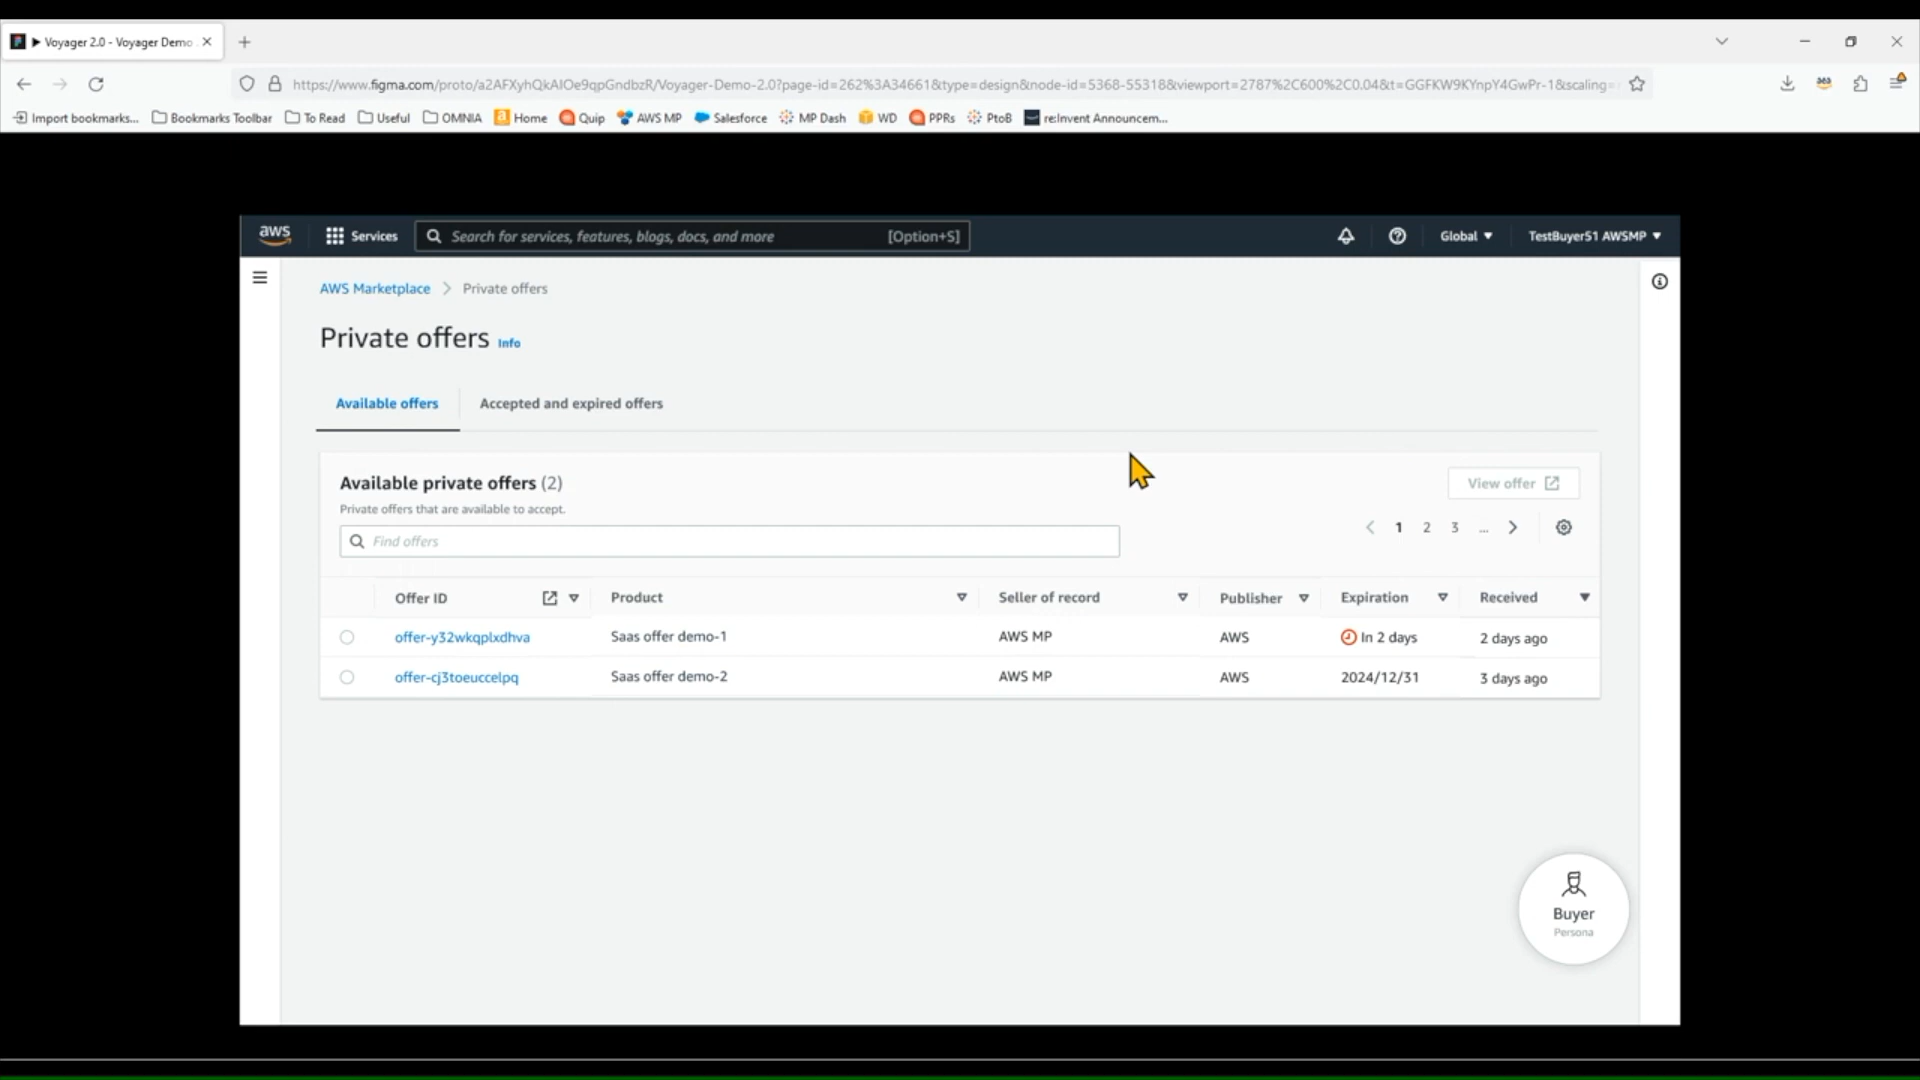 Voyager 2.0 - Voyager Demo
https://www.figma.com/proto/a2AFXyhQkAIOe9qpGndbzR/Voyager-Demo-2.0?page-id=262%3A34661&type=design&node-id=5368-55318&viewport=2787%2C600%2C0.04&t=GGFKW9KYnpY4GwPr-1&scaling=
Import bookmarks... Bookmarks Toolbar To Read Useful OMNIA Home Quip AWS MP Salesforce MP Dash WD PPRs PtoB re:Invent Announcem...
aws Services Search for services, features, blogs, docs, and more [Option+S] Global TestBuyer51 AWSMP
AWS Marketplace > Private offers
Private offers Info
Available offers Accepted and expired offers
Available private offers (2) View offer
Private offers that are available to accept.
Find offers 1 2 3 ...
Offer ID Product Seller of record Publisher Expiration Received
offer-y32wkqplxdhva Saas offer demo-1 AWS MP AWS In 2 days 2 days ago
offer-cj3toeuccelpq Saas offer demo-2 AWS MP AWS 2024/12/31 3 days ago
Buyer
Persona